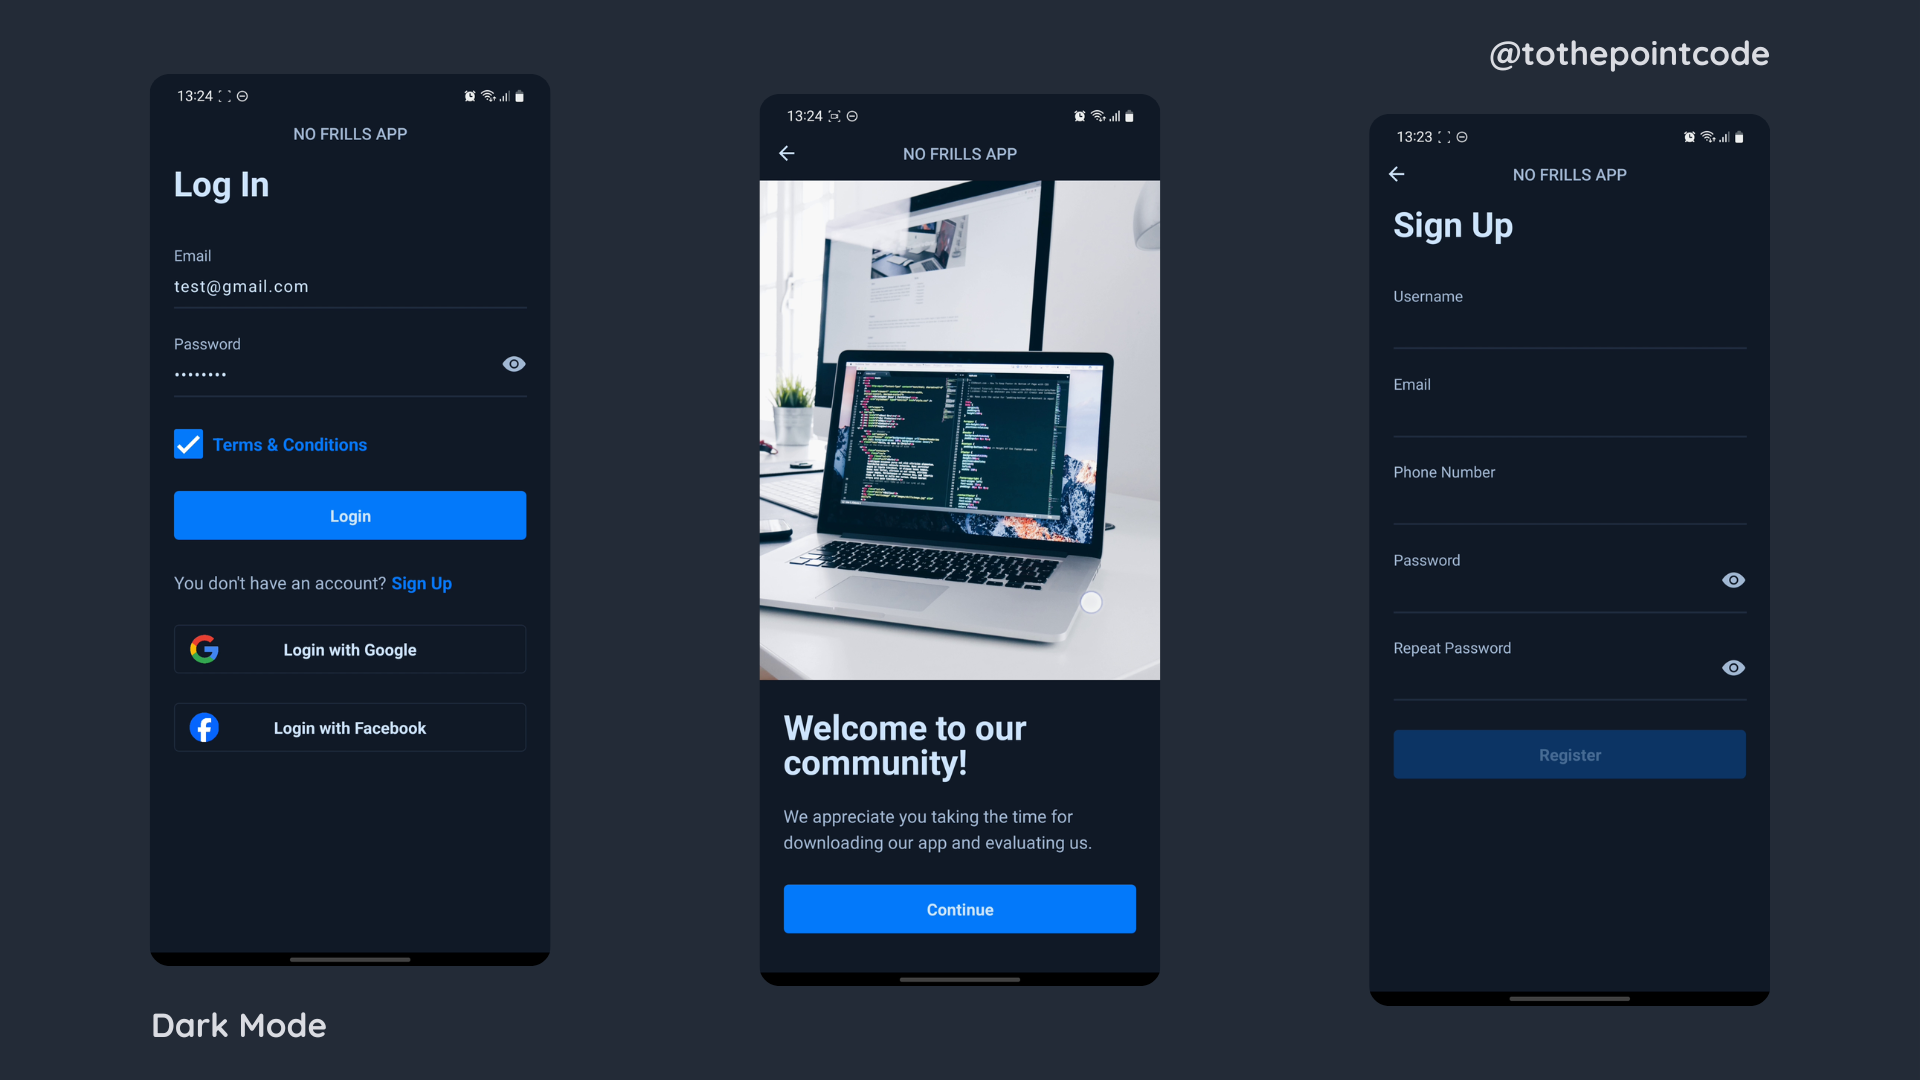 @tothepointcode
13:24
NO FRILLS APP
Log In
Email
test@gmail.com
Password
••••••••
Terms & Conditions
Login
You don't have an account? Sign Up
Login with Google
Login with Facebook
13:24
NO FRILLS APP
Welcome to our
community!
We appreciate you taking the time for
downloading our app and evaluating us.
Continue
13:23
NO FRILLS APP
Sign Up
Username
Email
Phone Number
Password
Repeat Password
Register
Dark Mode